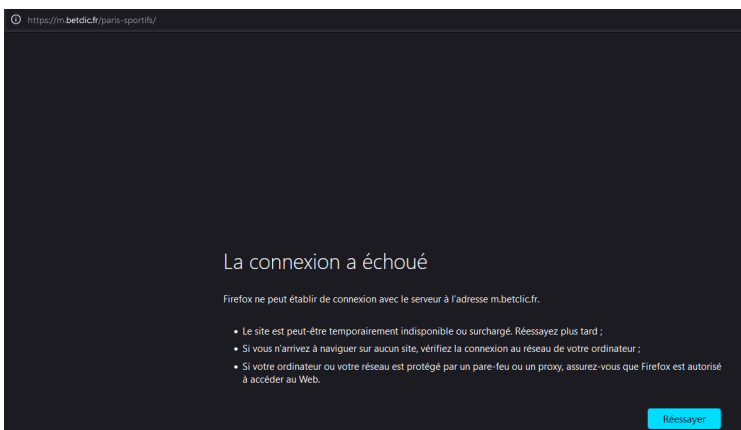 https://m.betclic.fr/paris-sportifs/
La connexion a échoué
Firefox ne peut établir de connexion avec le serveur à l'adresse m.betclic.fr.
• Le site est peut-être temporairement indisponible ou surchargé. Réessayez plus tard ;
• Si vous n'arrivez à naviguer sur aucun site, vérifiez la connexion au réseau de votre ordinateur ;
• Si votre ordinateur ou votre réseau est protégé par un pare-feu ou un proxy, assurez-vous que Firefox est autorisé
à accéder au Web.
Réessayer